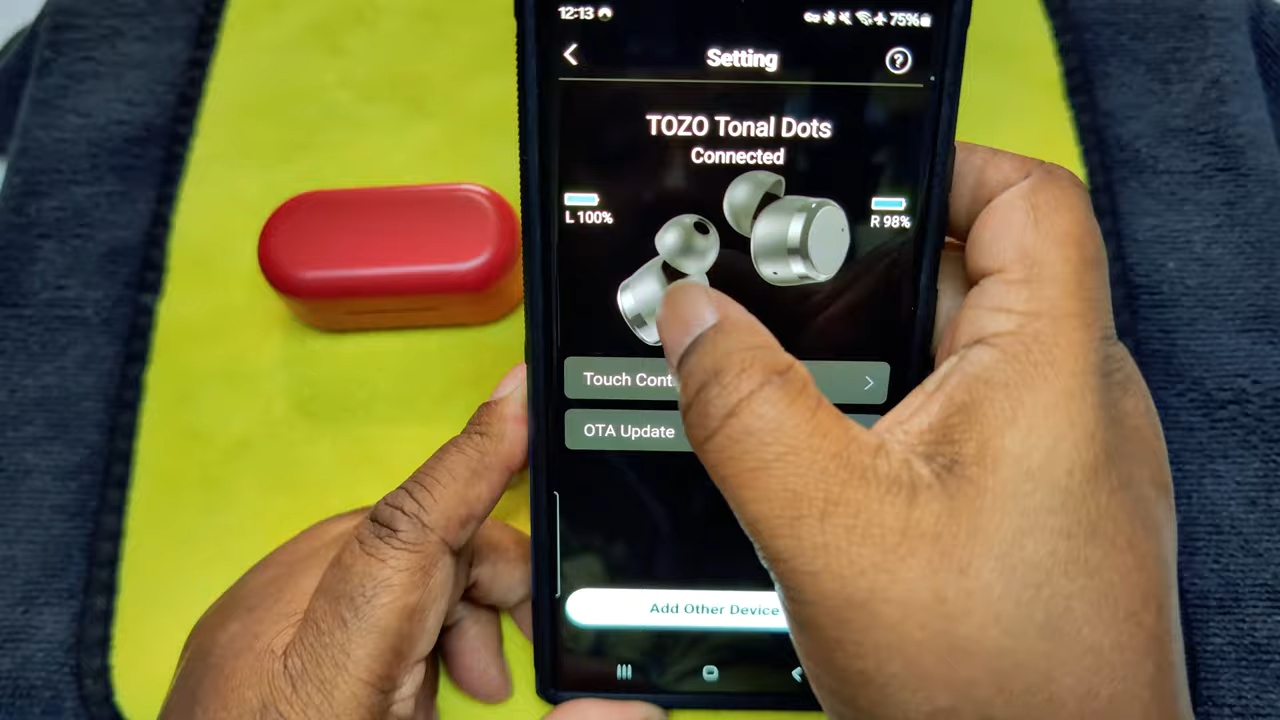 12:13
75%
Setting
TOZO Tonal Dots
Connected
L 100%
R 98%
Touch Cont
OTA Update
Add Other Device